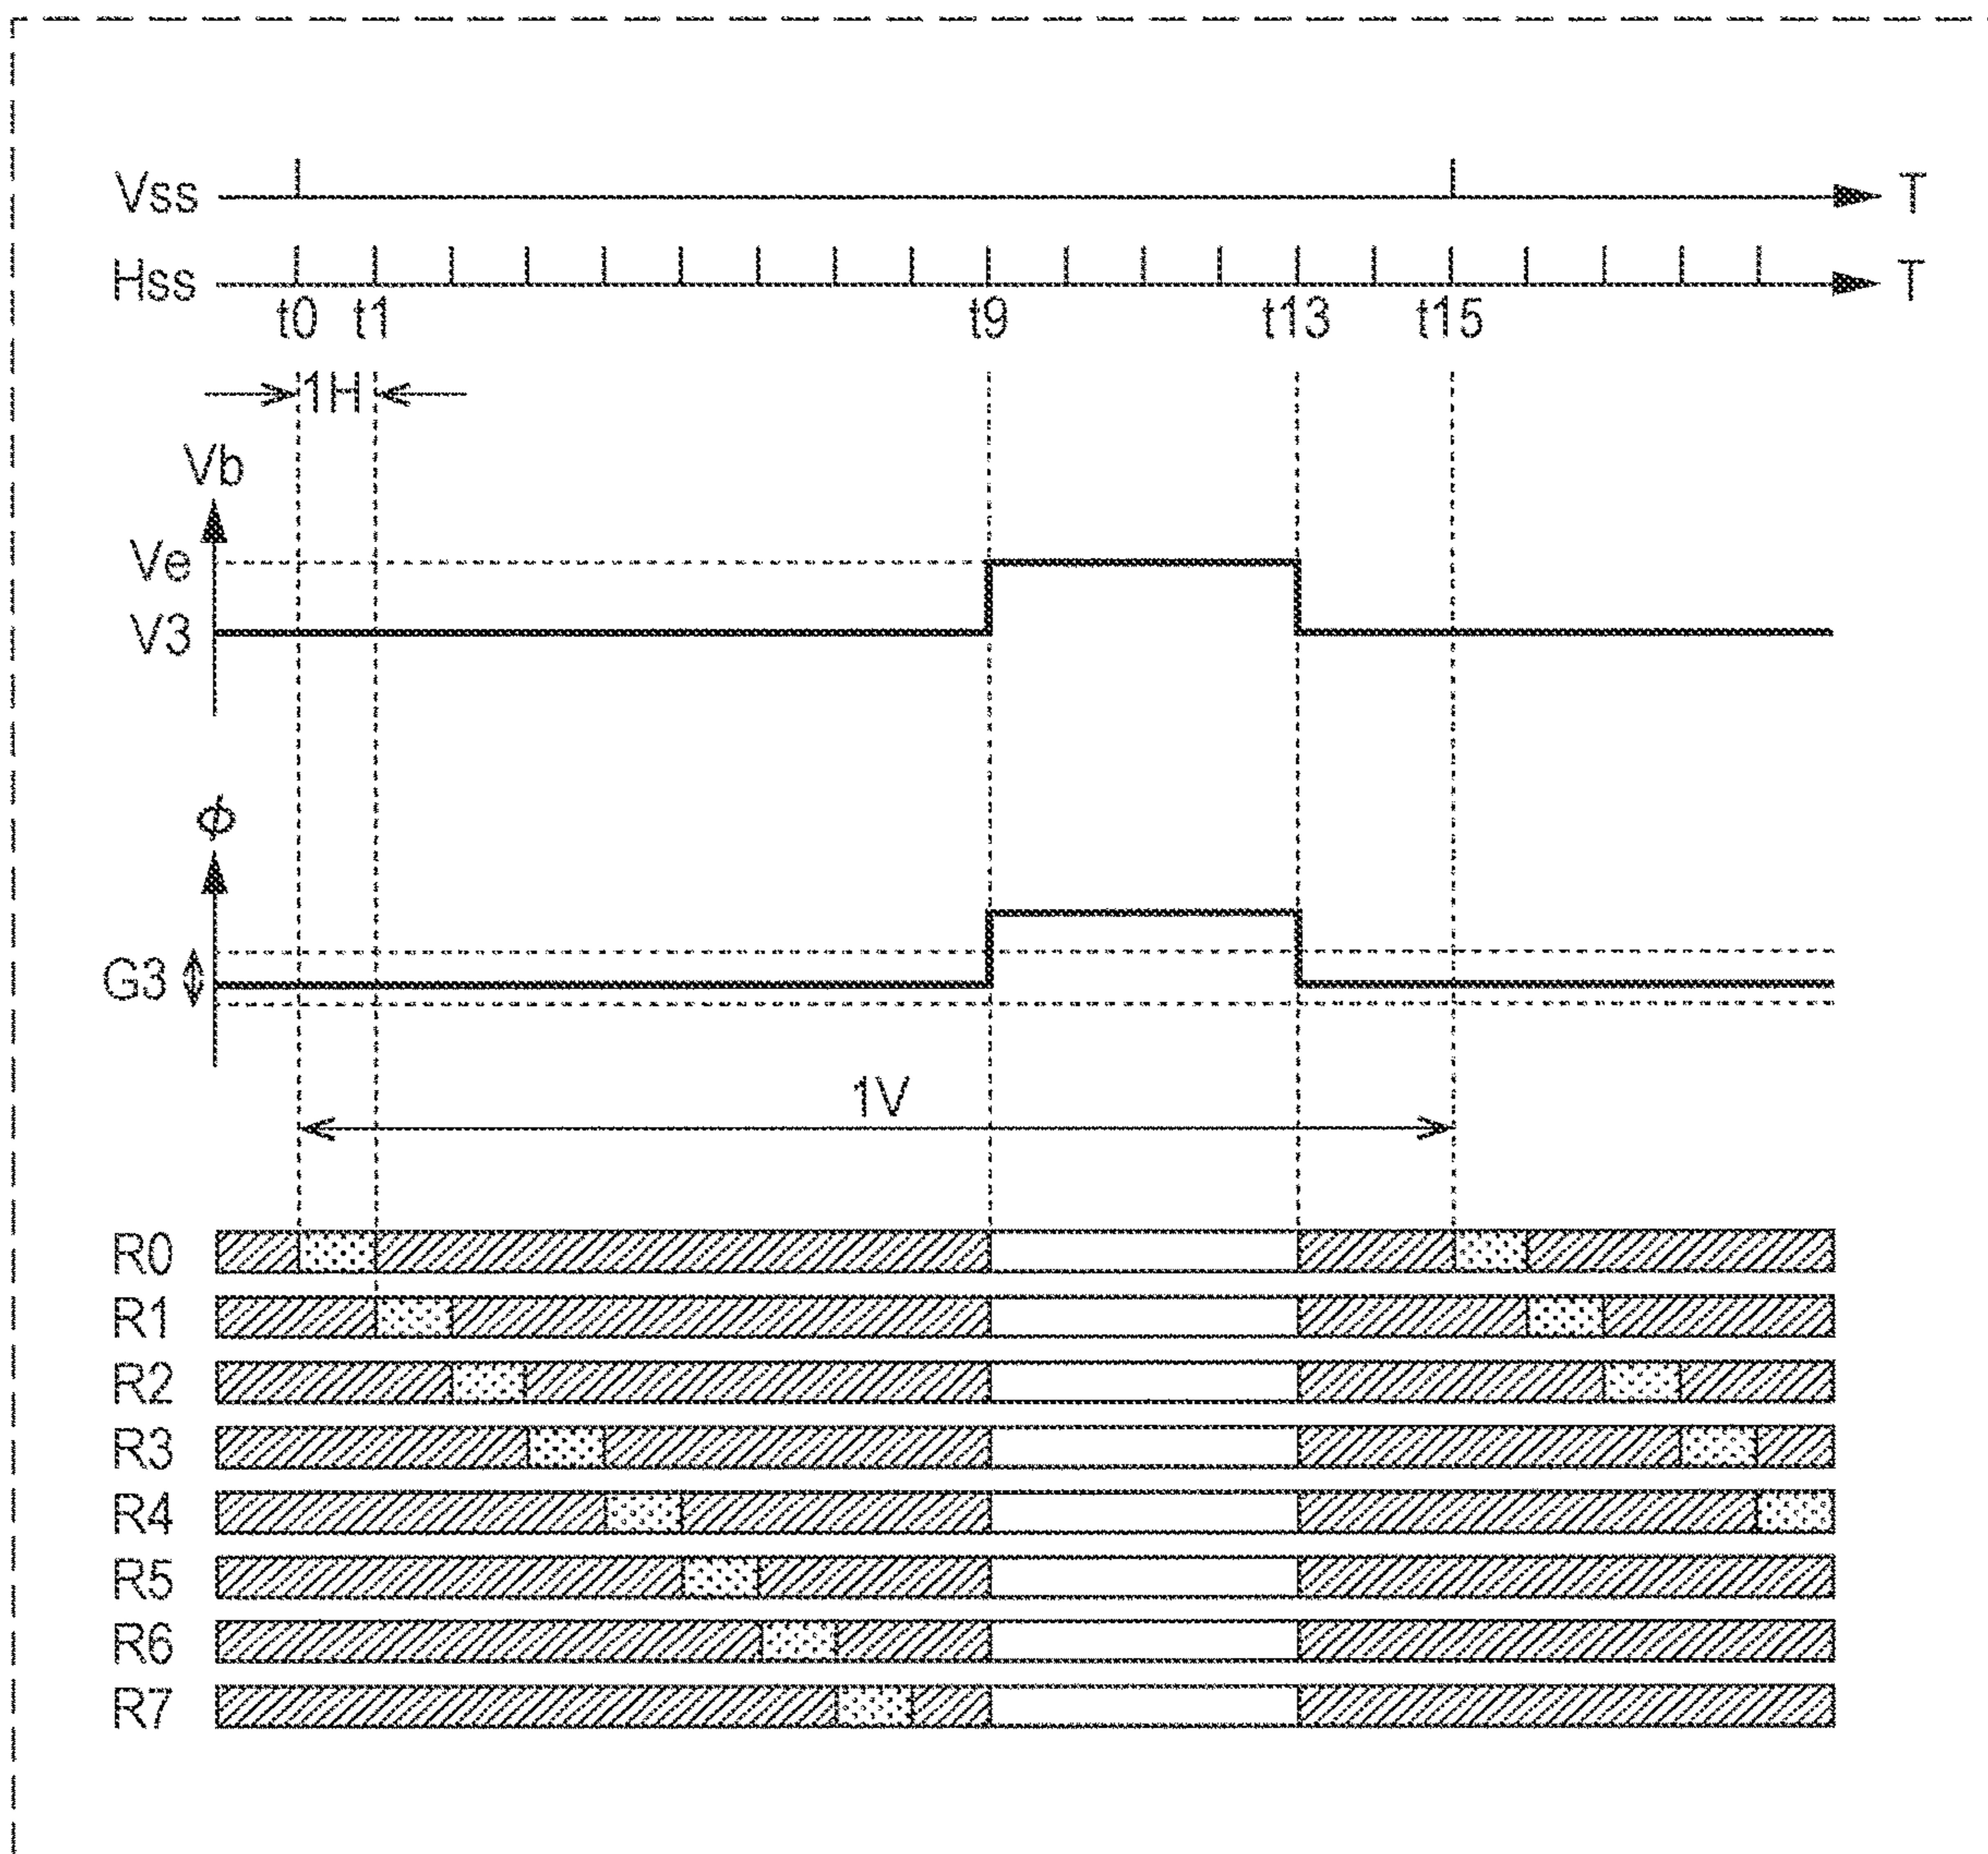 Vss T
Hss T
t0 t1 t9 t13 t15
1H
Vb
Ve
V3
ϕ
G3
1V
R0
R1
R2
R3
R4
R5
R6
R7